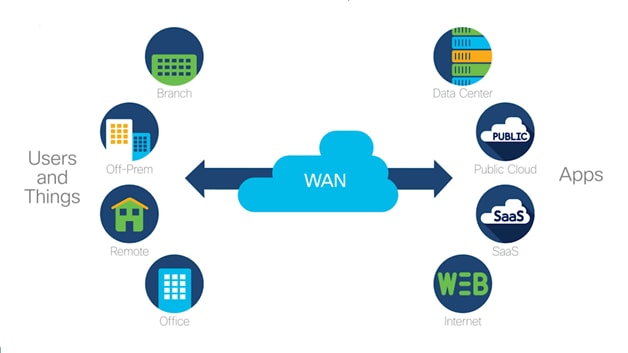 Branch
Off-Prem
Users
and
Things
Remote
Office
WAN
Data Center
PUBLIC
Public Cloud
Apps
SaaS
SaaS
WEB
Internet